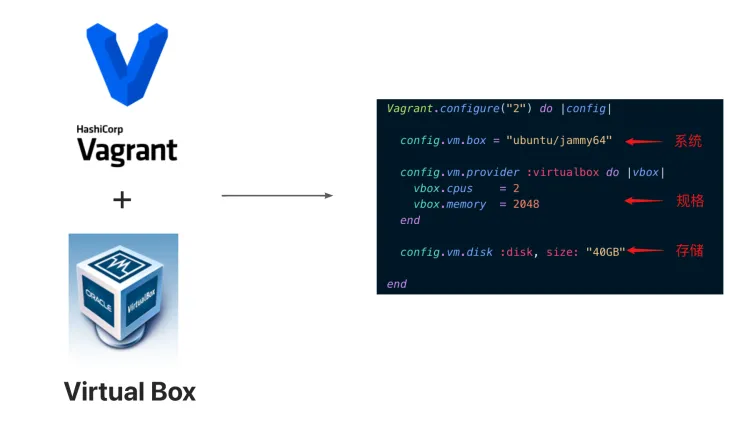 HashiCorp
Vagrant
+
ORACLE
VirtualBox
Virtual Box
Vagrant.configure("2") do |config|
config.vm.box = "ubuntu/jammy64" 系统
config.vm.provider :virtualbox do |vbox|
vbox.cpus = 2
vbox.memory = 2048 规格
end
config.vm.disk :disk, size: "40GB" 存储
end